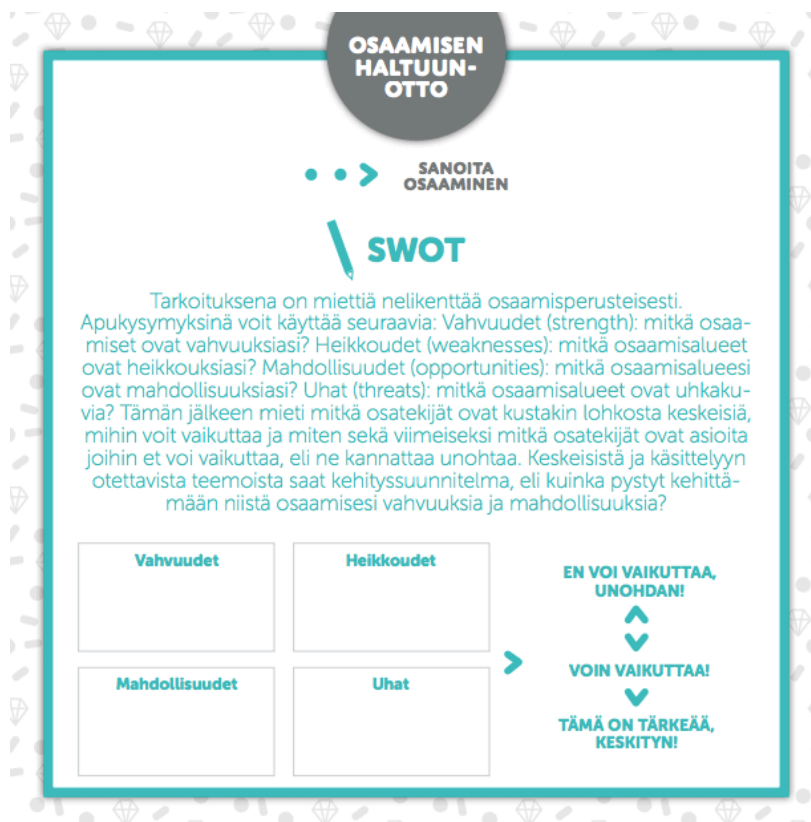 OSAAMISEN
HALTUUN-
OTTO
SANOITA
OSAAMINEN
SWOT
Tarkoituksena on miettiä nelikenttää osaamisperusteisesti.
Apukysymyksinä voit käyttää seuraavia: Vahvuudet (strength): mitkä osaa-
miset ovat vahvuuksiasi? Heikkoudet (weaknesses): mitkä osaamisalueet
ovat heikkouksiasi? Mahdollisuudet (opportunities): mitkä osaamisalueesi
ovat mahdollisuuksiasi? Uhat (threats): mitkä osaamisalueet ovat uhkaku-
via? Tämän jälkeen mieti mitkä osatekijät ovat kustakin lohkosta keskeisiä,
mihin voit vaikuttaa ja miten sekä viimeiseksi mitkä osatekijät ovat asioita
joihin et voi vaikuttaa, eli ne kannattaa unohtaa. Keskeisistä ja käsittelyyn
otettavista teemoista saat kehityssuunnitelma, eli kuinka pystyt kehittä-
mään niistä osaamisesi vahvuuksia ja mahdollisuuksia?
Vahvuudet
Heikkoudet
Mahdollisuudet
Uhat
EN VOI VAIKUTTAA,
UNOHDAN!
VOIN VAIKUTTAA!
TÄMÄ ON TÄRKEÄÄ,
KESKITYN!